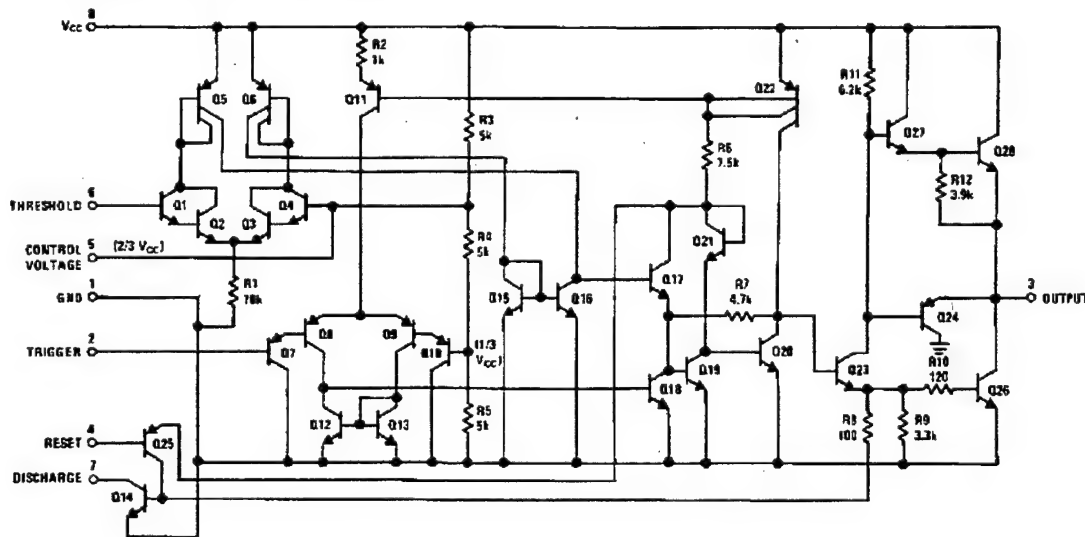 VCC 8
R2
1k
R11
6.2k
Q5
Q6
Q11
Q22
R3
5k
Q27
Q28
R6
7.5k
R12
3.9k
6
THRESHOLD
Q1
Q2
Q3
Q4
5
CONTROL
VOLTAGE
(2/3 VCC)
R4
5k
Q21
1
GND
R1
Q15
Q16
Q17
R7
4.7k
3
OUTPUT
Q24
2
TRIGGER
Q7
Q8
Q9
Q10
(1/3
VCC)
Q18
Q19
Q20
Q23
R10
120
Q26
Q12
Q13
R5
5k
R8
100
R9
3.3k
4
RESET
Q25
7
DISCHARGE
Q14